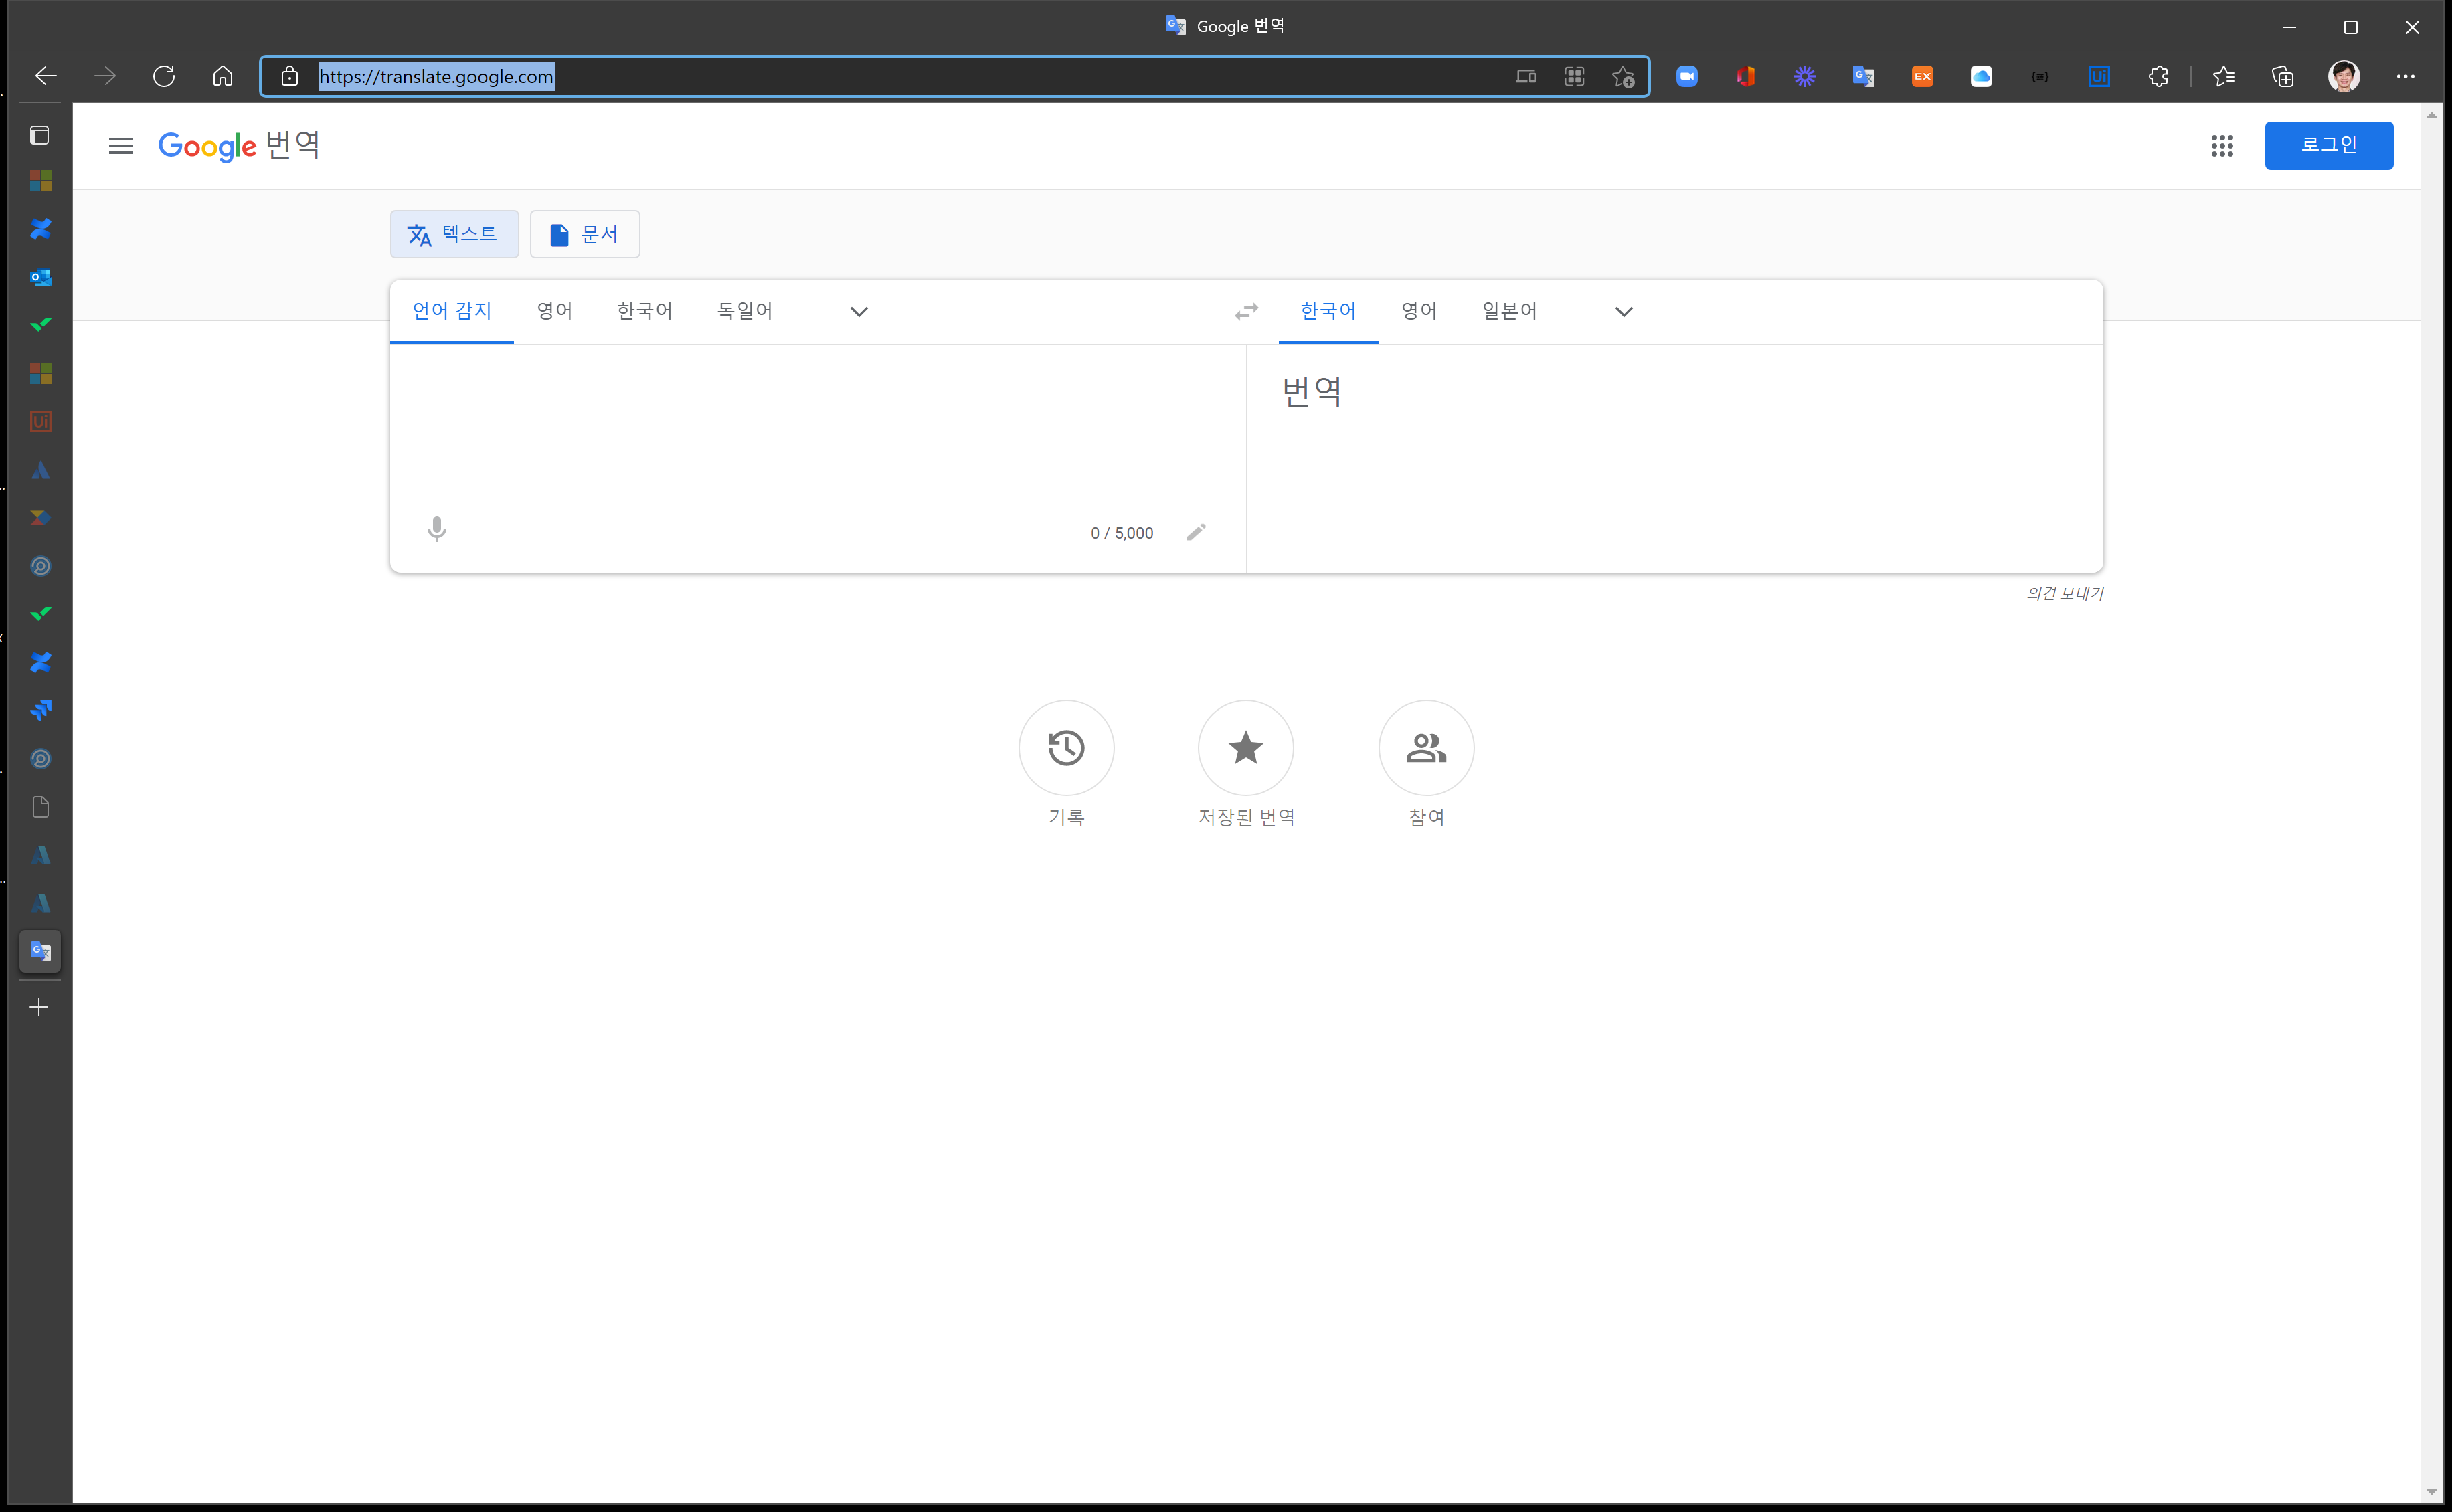 Google 번역
https://translate.google.com
EX
Ui
Google 번역
로그인
텍스트
문서
언어 감지
영어
한국어
독일어
한국어
영어
일본어
번역
0 / 5,000
의견 보내기
기록
저장된 번역
참여
Ui